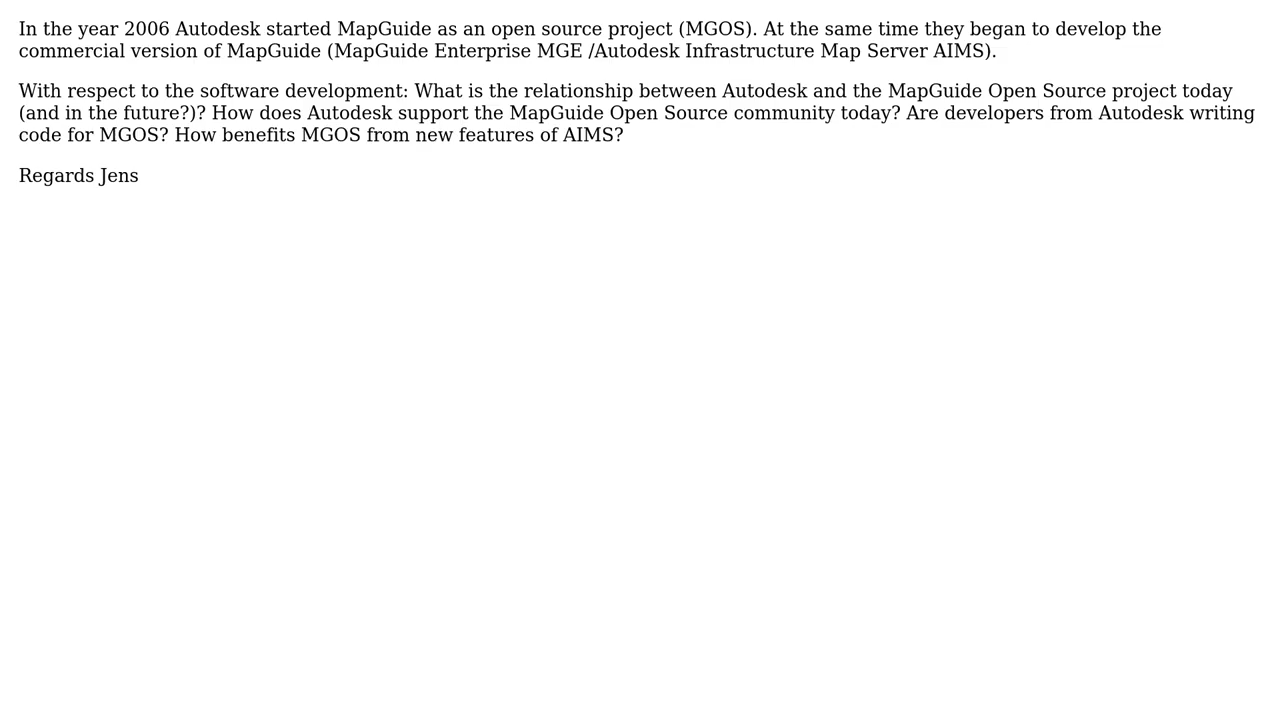 In the year 2006 Autodesk started MapGuide as an open source project (MGOS). At the same time they began to develop the
commercial version of MapGuide (MapGuide Enterprise MGE /Autodesk Infrastructure Map Server AIMS).
With respect to the software development: What is the relationship between Autodesk and the MapGuide Open Source project today
(and in the future?)? How does Autodesk support the MapGuide Open Source community today? Are developers from Autodesk writing
code for MGOS? How benefits MGOS from new features of AIMS?
Regards Jens